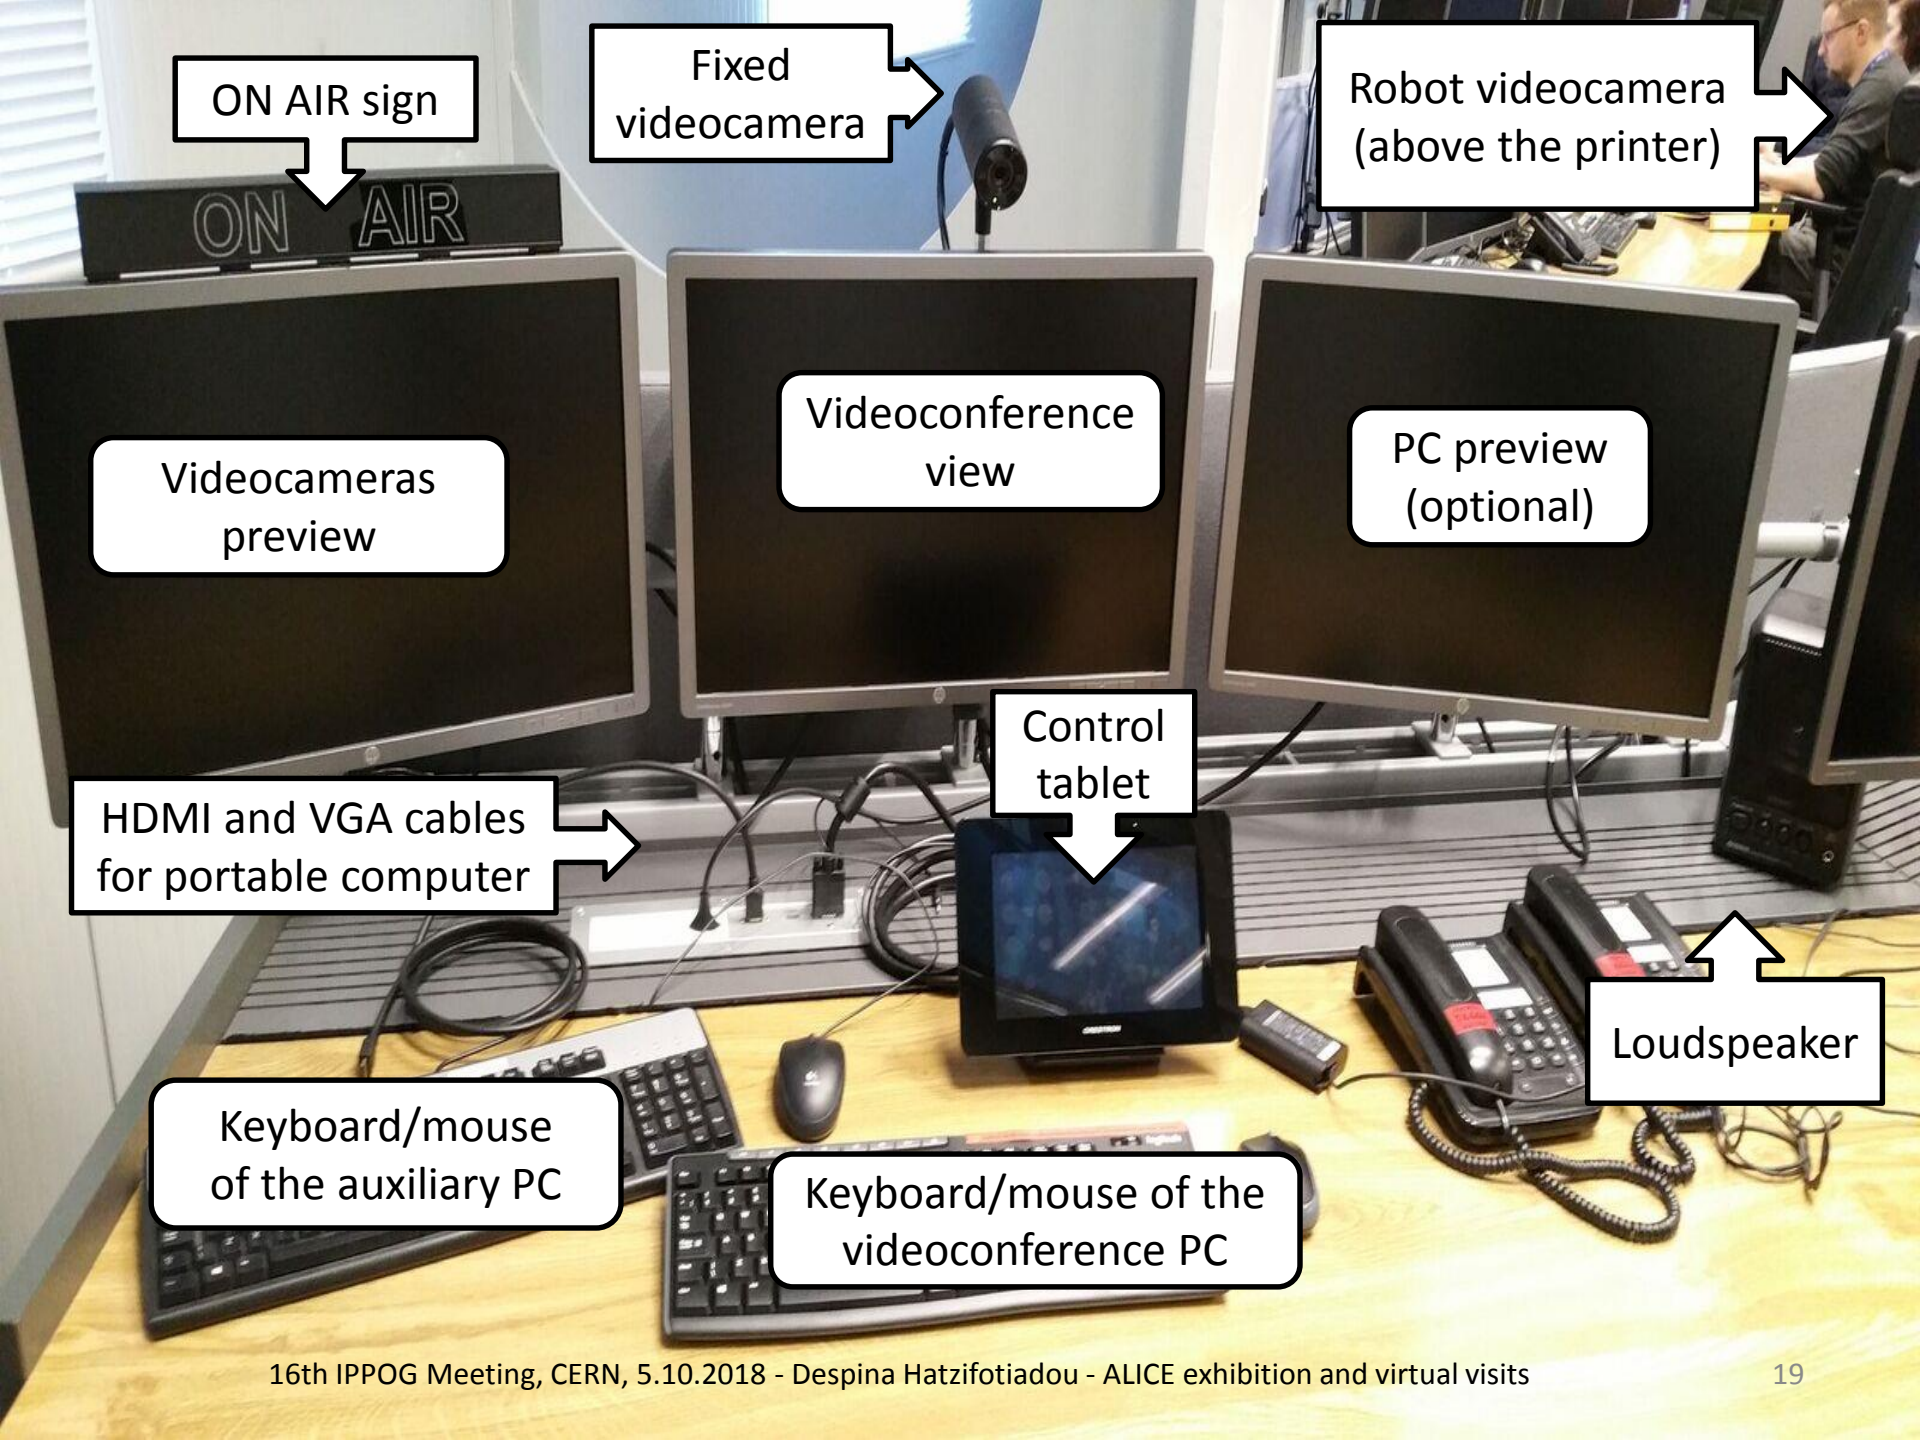 ON AIR sign
Fixed
videocamera
Robot videocamera
(above the printer)
ON AIR
Videocameras
preview
Videoconference
view
PC preview
(optional)
Control
tablet
HDMI and VGA cables
for portable computer
CRESTRON
Loudspeaker
Keyboard/mouse
of the auxiliary PC
Keyboard/mouse of the
videoconference PC
16th IPPOG Meeting, CERN, 5.10.2018 - Despina Hatzifotiadou - ALICE exhibition and virtual visits
19